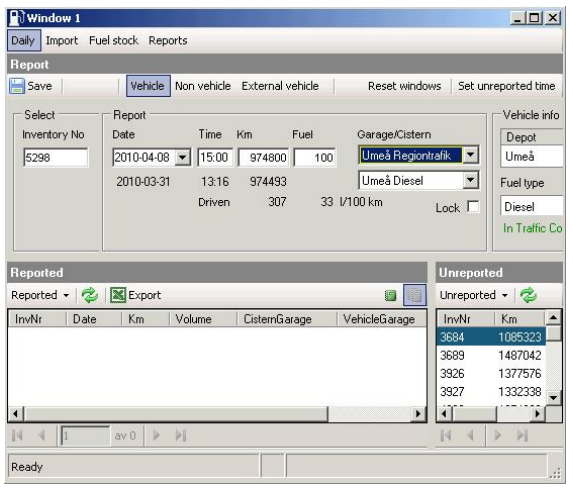 Window 1
Daily Import Fuel stock Reports
Report
Save Vehicle Non vehicle External vehicle Reset windows Set unreported time
Select Report Vehicle info
Inventory No Date Time Km Fuel Garage/Cistern Depot
5298 2010-04-08 15:00 974800 100 Umeå Regiontrafik Umeå
2010-03-31 13:16 974493 Umeå Diesel Fuel type
Driven 307 33 l/100 km Lock Diesel
In Traffic Co
Reported Unreported
Reported Export Unreported
InvNr Date Km Volume CisternGarage VehicleGarage InvNr Km
3684 1085323
3689 1487042
3926 1377576
3927 1332338
1 av 0
Ready